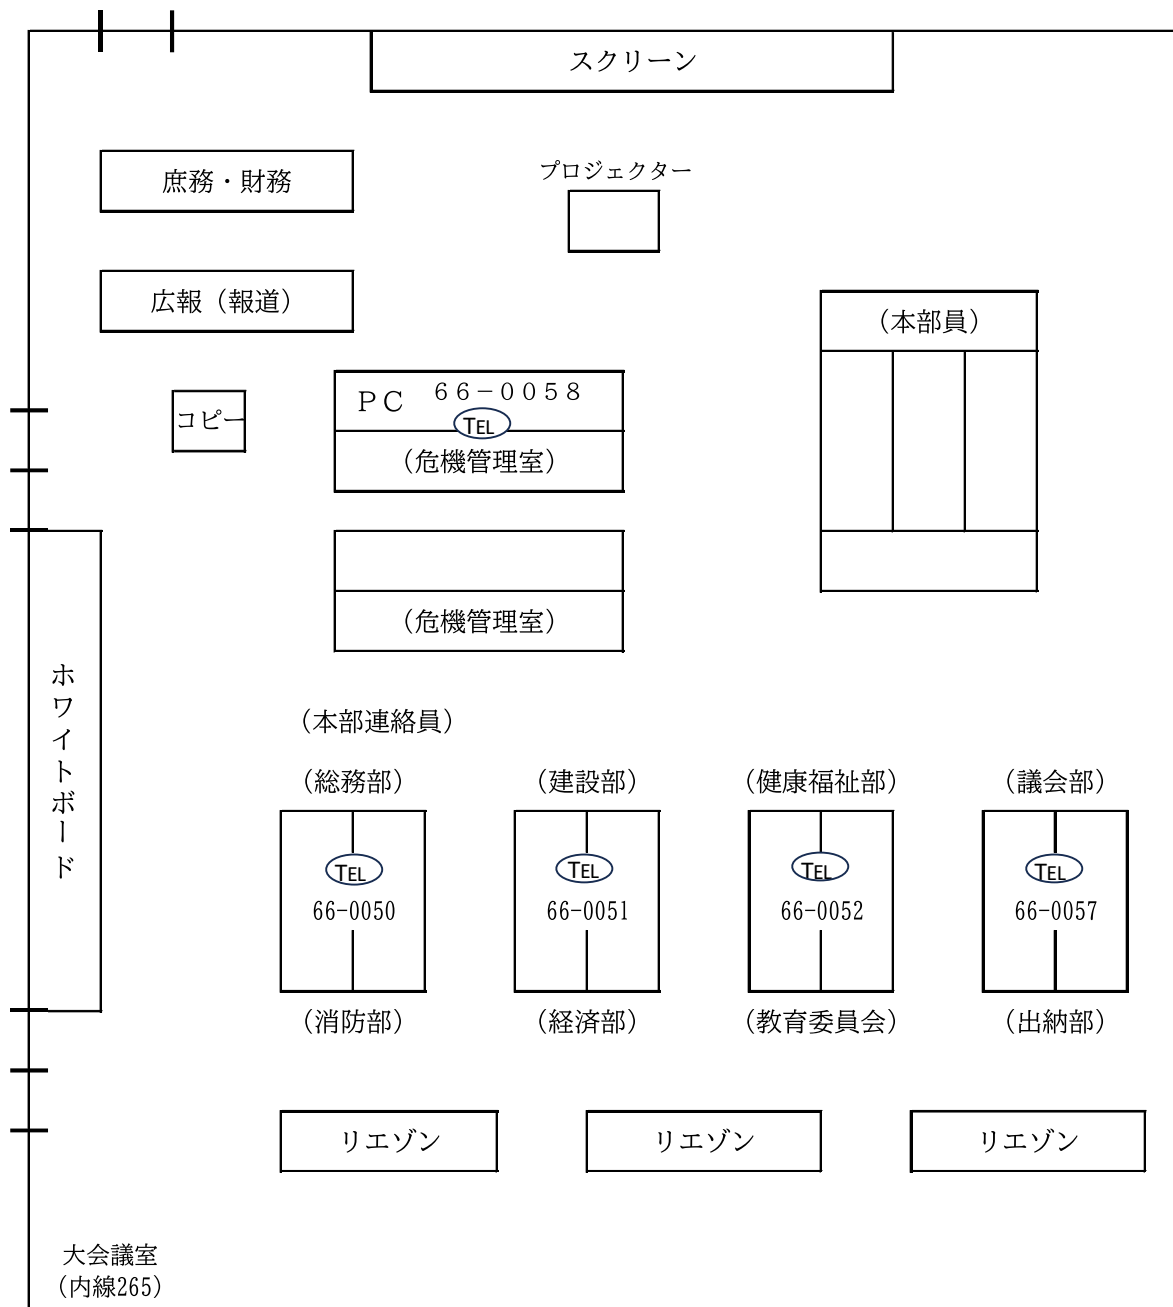 スクリーン
庶務・財務
プロジェクター
広報（報道）
（本部員）
ＰＣ ６６－００５８
コピー
TEL
（危機管理室）
（危機管理室）
ホワイトボード
（本部連絡員）
（総務部） （建設部） （健康福祉部） （議会部）
TEL TEL TEL TEL
66-0050 66-0051 66-0052 66-0057
（消防部） （経済部） （教育委員会） （出納部）
リエゾン リエゾン リエゾン
大会議室
（内線265）